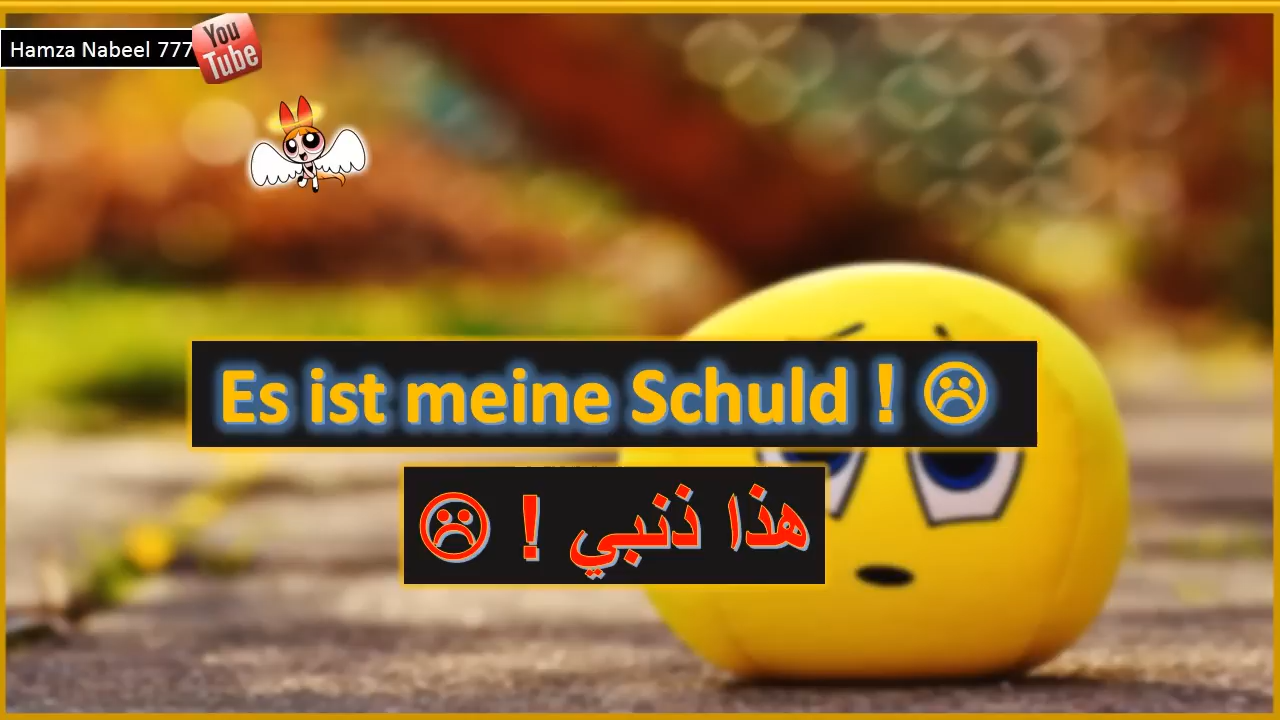 Hamza Nabeel 777
You
Tube
Es ist meine Schuld ! ☹
هذا ذنبي ! ☹